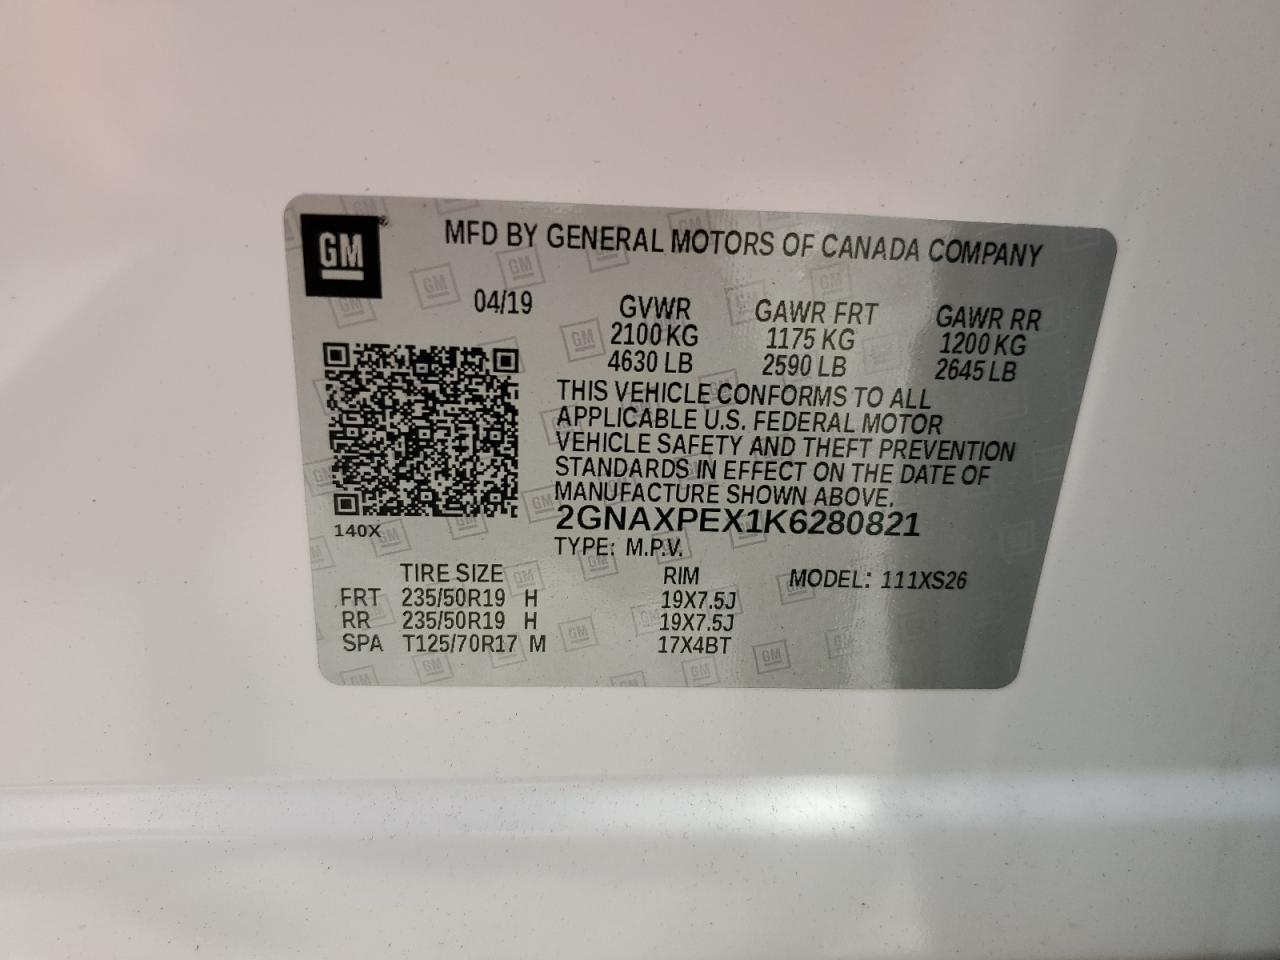 GM®
MFD BY GENERAL MOTORS OF CANADA COMPANY
04/19
GVWR GAWR FRT GAWR RR
2100 KG 1175 KG 1200 KG
4630 LB 2590 LB 2645 LB
THIS VEHICLE CONFORMS TO ALL
APPLICABLE U.S. FEDERAL MOTOR
VEHICLE SAFETY AND THEFT PREVENTION
STANDARDS IN EFFECT ON THE DATE OF
MANUFACTURE SHOWN ABOVE.
2GNAXPEX1K6280821
140X
TYPE: M.P.V.
TIRE SIZE RIM MODEL: 111XS26
FRT 235/50R19 H 19X7.5J
RR 235/50R19 H 19X7.5J
SPA T125/70R17 M 17X4BT